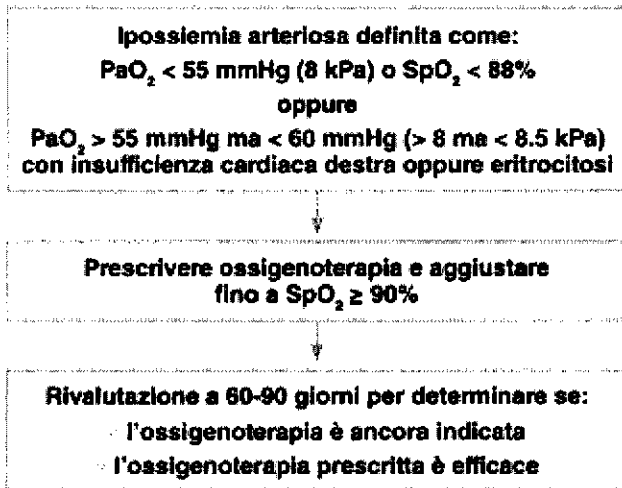 Ipossiemia arteriosa definita come:
PaO₂ < 55 mmHg (8 kPa) o SpO₂ < 88%
oppure
PaO₂ > 55 mmHg ma < 60 mmHg (> 8 ma < 8.5 kPa)
con insufficienza cardiaca destra oppure eritrocitosi
Prescrivere ossigenoterapia e aggiustare
fino a SpO₂ ≥ 90%
Rivalutazione a 60-90 giorni per determinare se:
l'ossigenoterapia è ancora indicata
l'ossigenoterapia prescritta è efficace